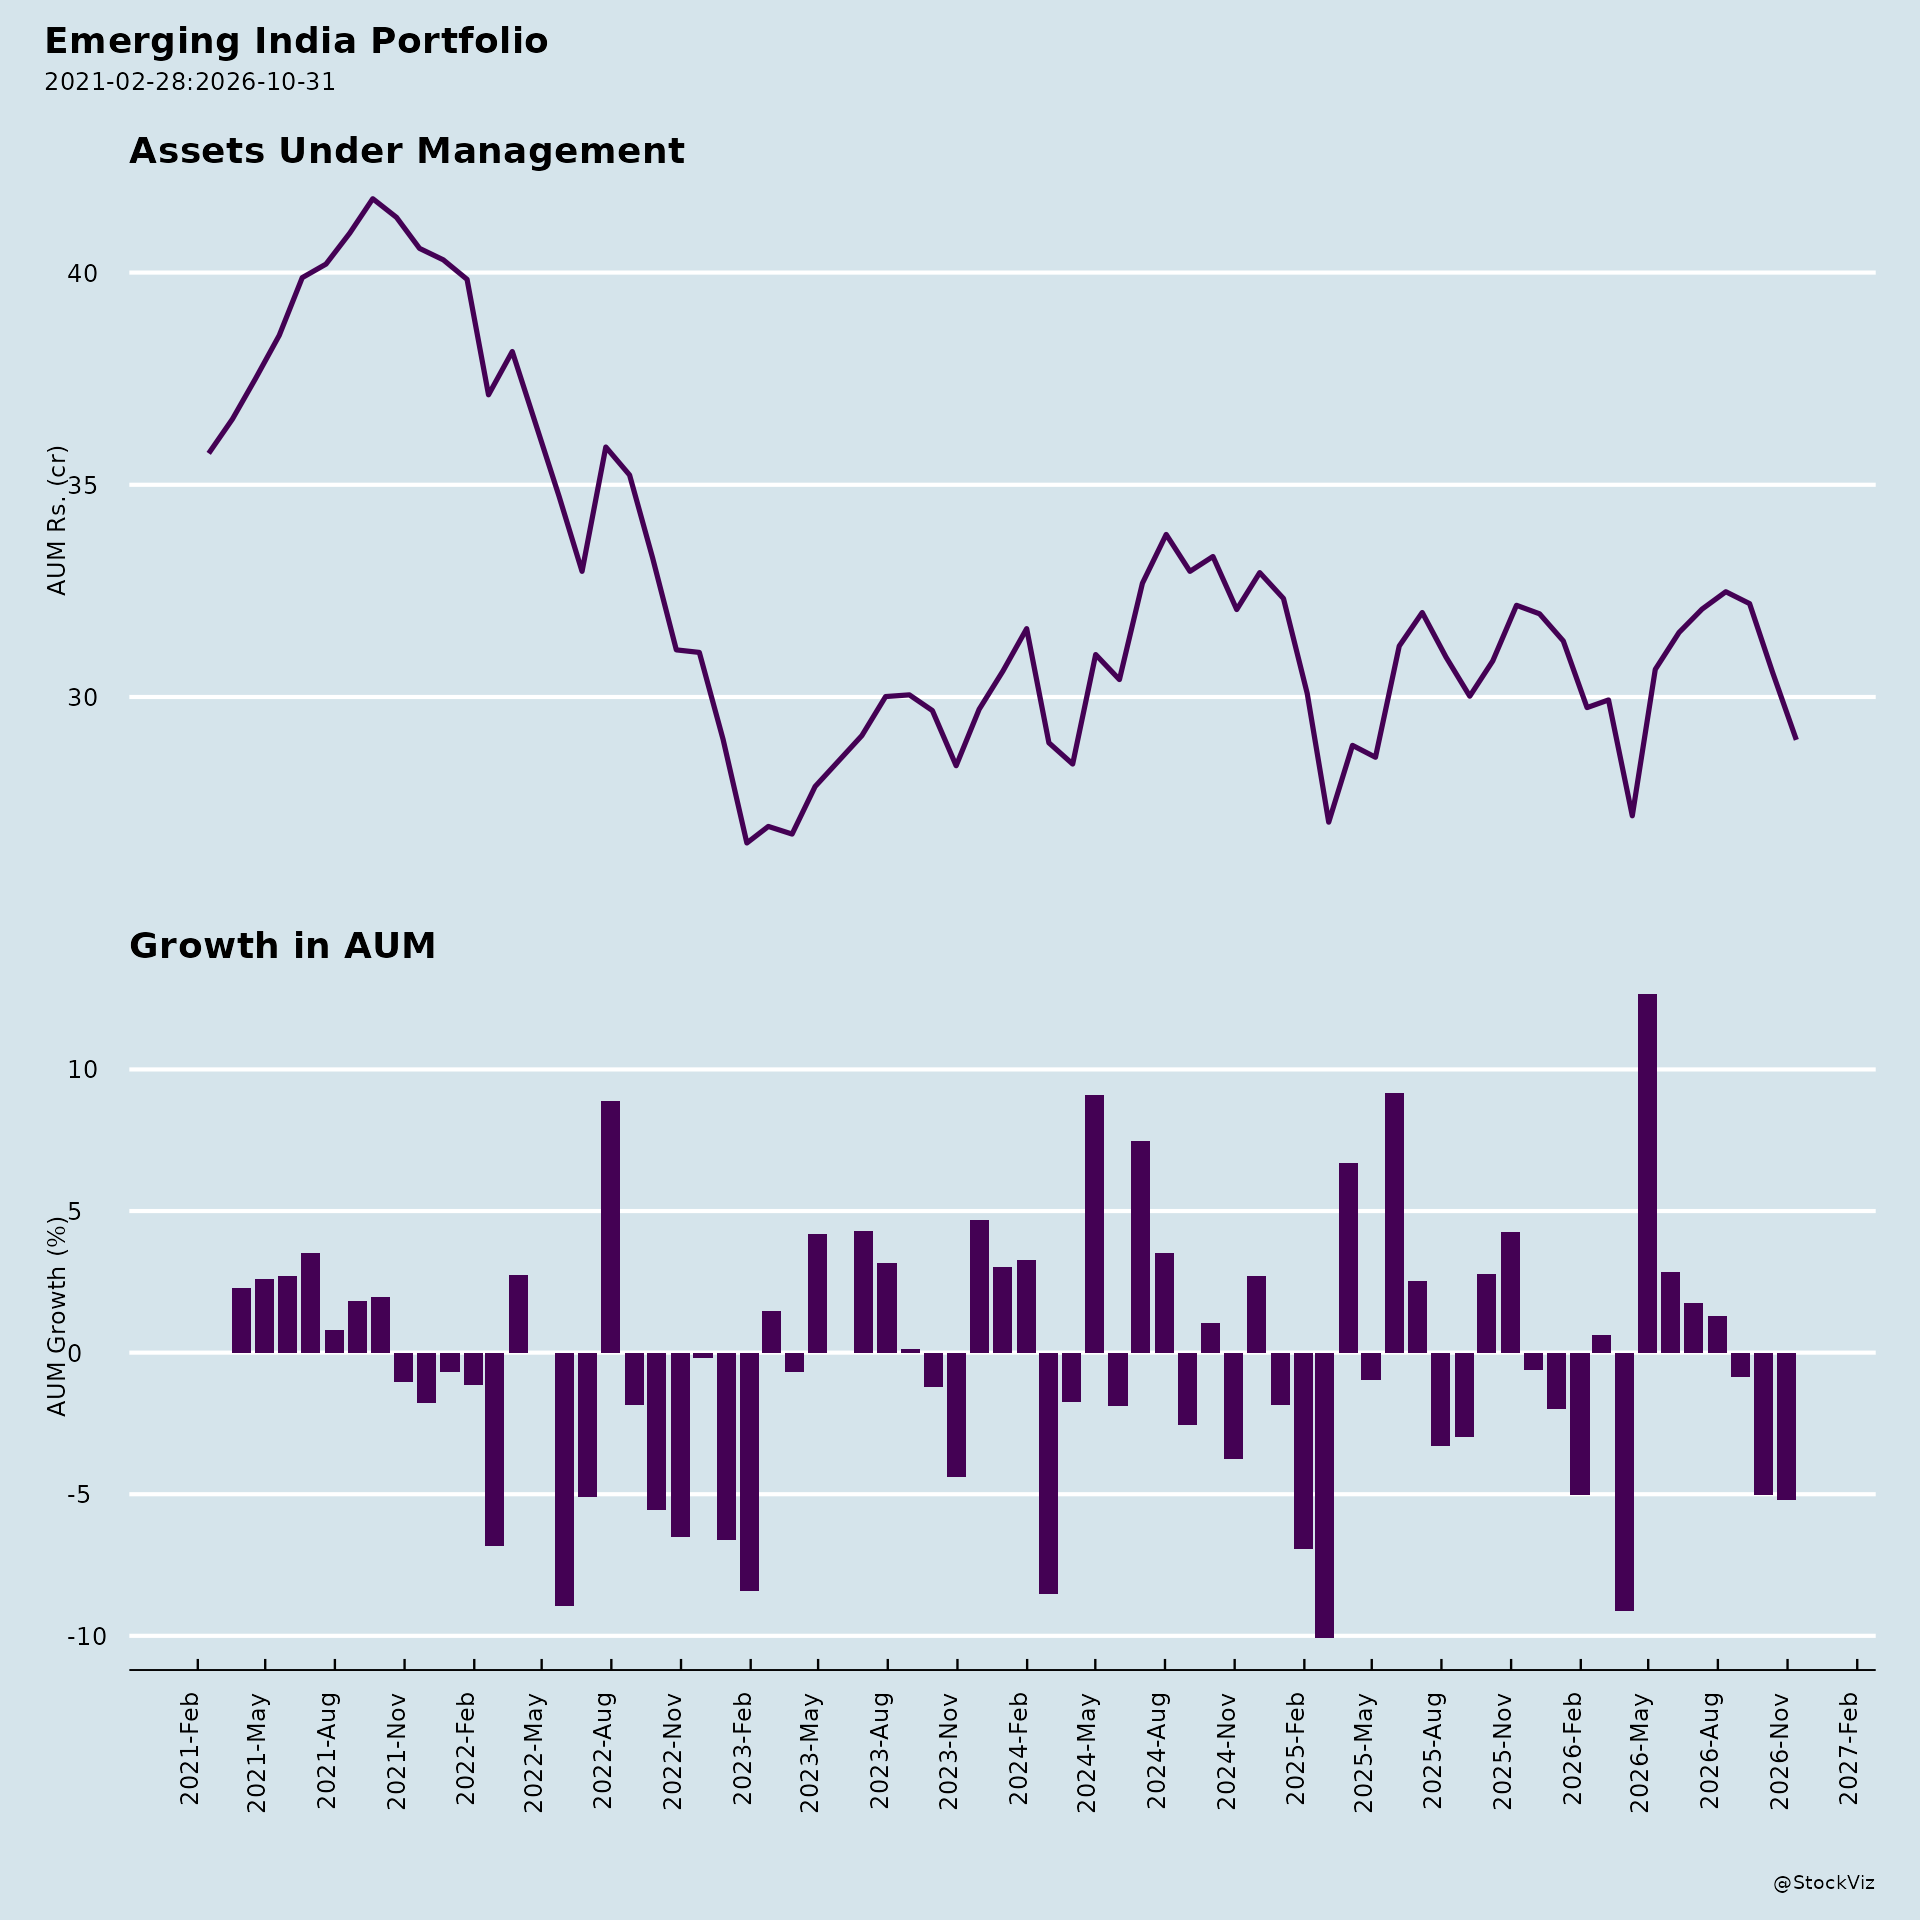 Emerging India Portfolio
2021-02-28:2026-10-31
Assets Under Management
AUM Rs. (cr)
40
35
30
Growth in AUM
AUM Growth (%)
10
5
0
-5
-10
2021-Feb
2021-May
2021-Aug
2021-Nov
2022-Feb
2022-May
2022-Aug
2022-Nov
2023-Feb
2023-May
2023-Aug
2023-Nov
2024-Feb
2024-May
2024-Aug
2024-Nov
2025-Feb
2025-May
2025-Aug
2025-Nov
2026-Feb
2026-May
2026-Aug
2026-Nov
2027-Feb
@StockViz